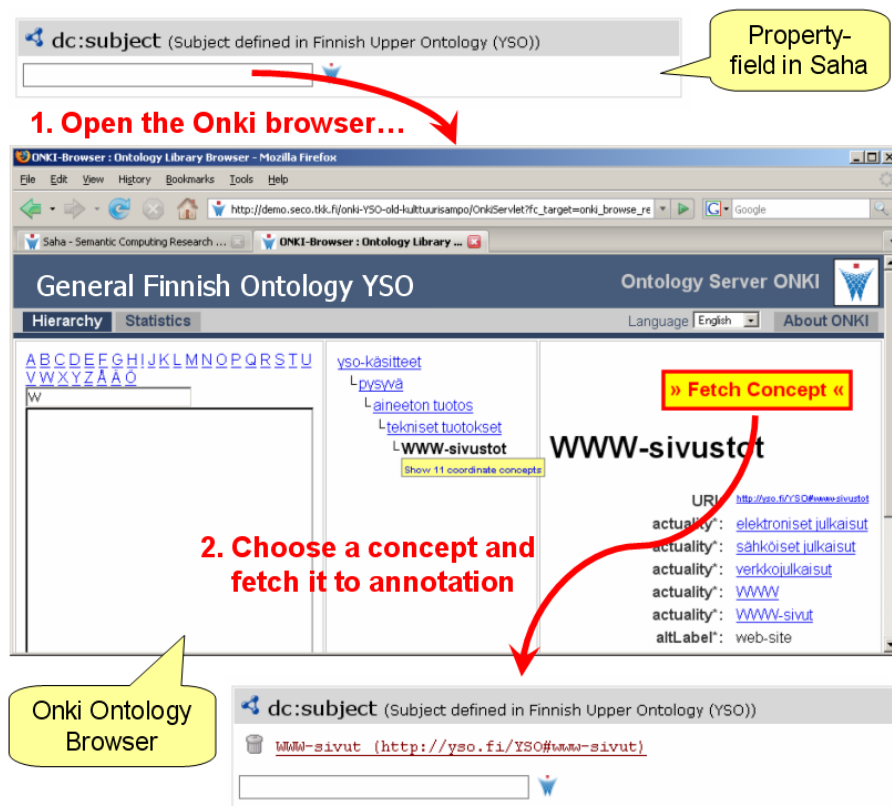 dc:subject (Subject defined in Finnish Upper Ontology (YSO))
Property-
field in Saha
1. Open the Onki browser…
ONKI-Browser : Ontology Library Browser - Mozilla Firefox
File Edit View History Bookmarks Tools Help
http://demo.seco.tkk.fi/onki-YSO-old-kulttuurisampo/OnkiServlet?fc_target=onki_browse_re
Google
Saha - Semantic Computing Research ...
ONKI-Browser : Ontology Library ...
General Finnish Ontology YSO
Ontology Server ONKI
Hierarchy Statistics
Language English
About ONKI
A B C D E F G H I J K L M N O P Q R S T U
V W X Y Z Å Ä Ö
W
yso-käsitteet
pysyvä
aineeton tuotos
tekniset tuotokset
WWW-sivustot
Show 11 coordinate concepts
» Fetch Concept «
WWW-sivustot
URI: http://yso.fi/YSO#www-sivustot
actuality*: elektroniset julkaisut
actuality*: sähköiset julkaisut
actuality*: verkkojulkaisut
actuality*: WWW
actuality*: WWW-sivut
altLabel*: web-site
2. Choose a concept and
fetch it to annotation
Onki Ontology
Browser
dc:subject (Subject defined in Finnish Upper Ontology (YSO))
WWW-sivut (http://yso.fi/YSO#www-sivut)